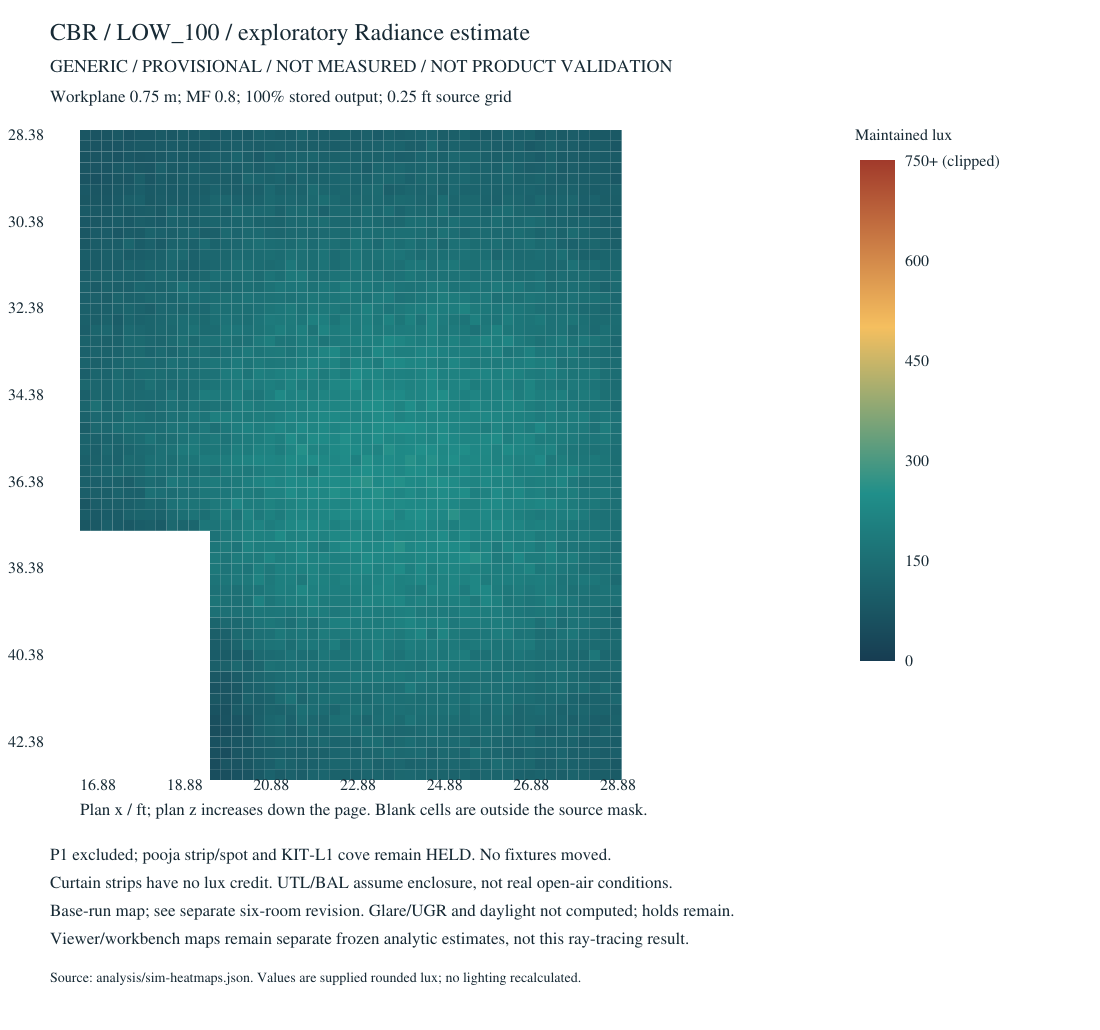 CBR / LOW_100 / exploratory Radiance estimate
GENERIC / PROVISIONAL / NOT MEASURED / NOT PRODUCT VALIDATION
Workplane 0.75 m; MF 0.8; 100% stored output; 0.25 ft source grid
Maintained lux
750+ (clipped)
600
450
300
150
0
28.38
30.38
32.38
34.38
36.38
38.38
40.38
42.38
16.88 18.88 20.88 22.88 24.88 26.88 28.88
Plan x / ft; plan z increases down the page. Blank cells are outside the source mask.
P1 excluded; pooja strip/spot and KIT-L1 cove remain HELD. No fixtures moved.
Curtain strips have no lux credit. UTL/BAL assume enclosure, not real open-air conditions.
Base-run map; see separate six-room revision. Glare/UGR and daylight not computed; holds remain.
Viewer/workbench maps remain separate frozen analytic estimates, not this ray-tracing result.
Source: analysis/sim-heatmaps.json. Values are supplied rounded lux; no lighting recalculated.